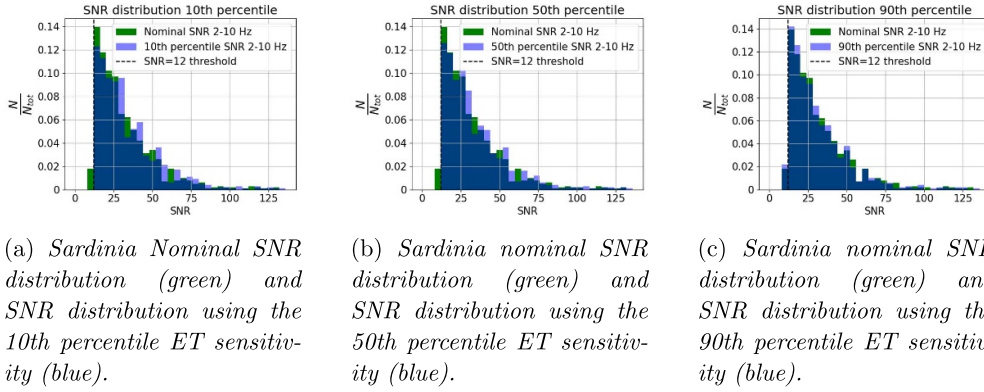 SNR distribution 10th percentile
Nominal SNR 2-10 Hz
10th percentile SNR 2-10 Hz
SNR=12 threshold
N
N_tot
0.14
0.12
0.10
0.08
0.06
0.04
0.02
0
0 25 50 75 100 125
SNR
SNR distribution 50th percentile
Nominal SNR 2-10 Hz
50th percentile SNR 2-10 Hz
SNR=12 threshold
N
N_tot
0.14
0.12
0.10
0.08
0.06
0.04
0.02
0
0 25 50 75 100 125
SNR
SNR distribution 90th percentile
Nominal SNR 2-10 Hz
90th percentile SNR 2-10 Hz
SNR=12 threshold
N
N_tot
0.14
0.12
0.10
0.08
0.06
0.04
0.02
0
0 25 50 75 100 125
SNR
(a) Sardinia Nominal SNR
distribution (green) and
SNR distribution using the
10th percentile ET sensitiv-
ity (blue).
(b) Sardinia nominal SNR
distribution (green) and
SNR distribution using the
50th percentile ET sensitiv-
ity (blue).
(c) Sardinia nominal
distribution (green)
SNR distribution using
90th percentile ET
ity (blue).